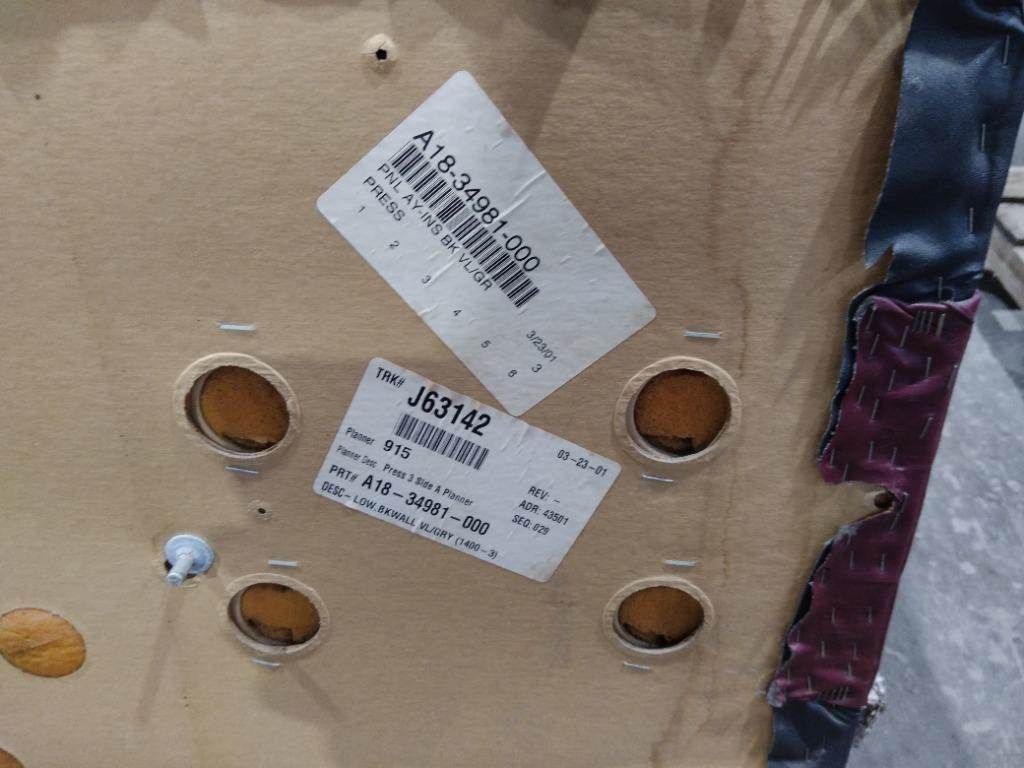 A18-34981-000
PNL AY-INS BK VL/GR
PRESS
1 2 3 4 5 6
3/23/01
3
TRK# J63142
03-23-01
Planner 915
Planner Desc Press 3 Side A Planner
PRT# A18-34981-000
DESC- LOW.BKWALL VL/GRY (1400-3)
REV: -
ADR: 43501
SEQ: 029